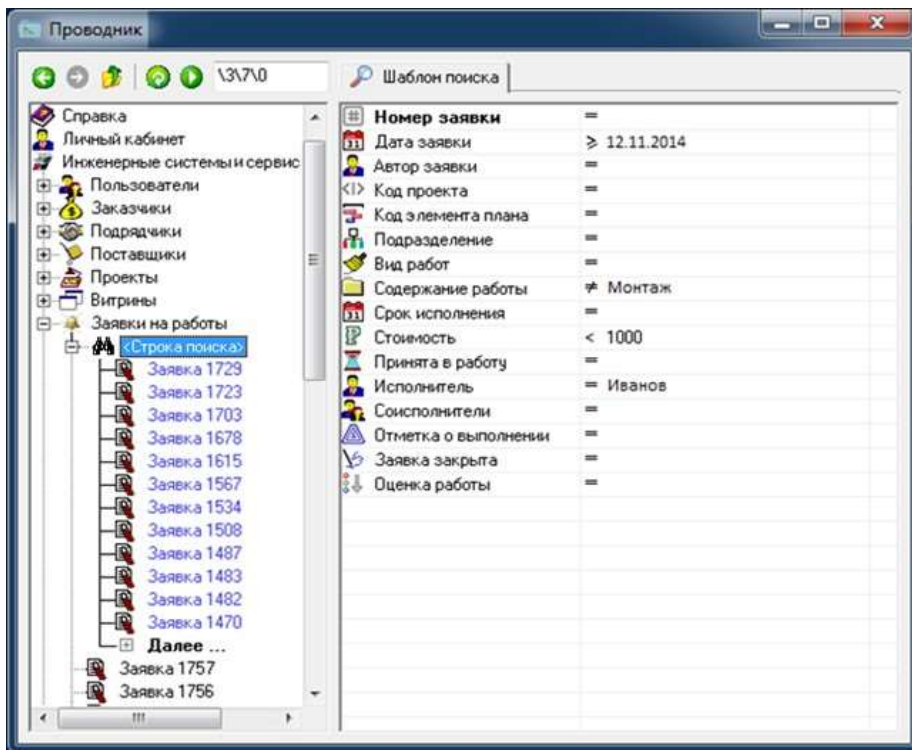 Проводник
\3\7\0
Шаблон поиска
Справка
Личный кабинет
Инженерные системы и сервис
Пользователи
Заказчики
Подрядчики
Поставщики
Проекты
Витрины
Заявки на работы
<Строка поиска>
Заявка 1729
Заявка 1723
Заявка 1703
Заявка 1678
Заявка 1615
Заявка 1567
Заявка 1534
Заявка 1508
Заявка 1487
Заявка 1483
Заявка 1482
Заявка 1470
Далее ...
Заявка 1757
Заявка 1756
Номер заявки =
Дата заявки ⩾ 12.11.2014
Автор заявки =
Код проекта =
Код элемента плана =
Подразделение =
Вид работ =
Содержание работы ≠ Монтаж
Срок исполнения =
Стоимость < 1000
Принята в работу =
Исполнитель = Иванов
Соисполнители =
Отметка о выполнении =
Заявка закрыта =
Оценка работы =